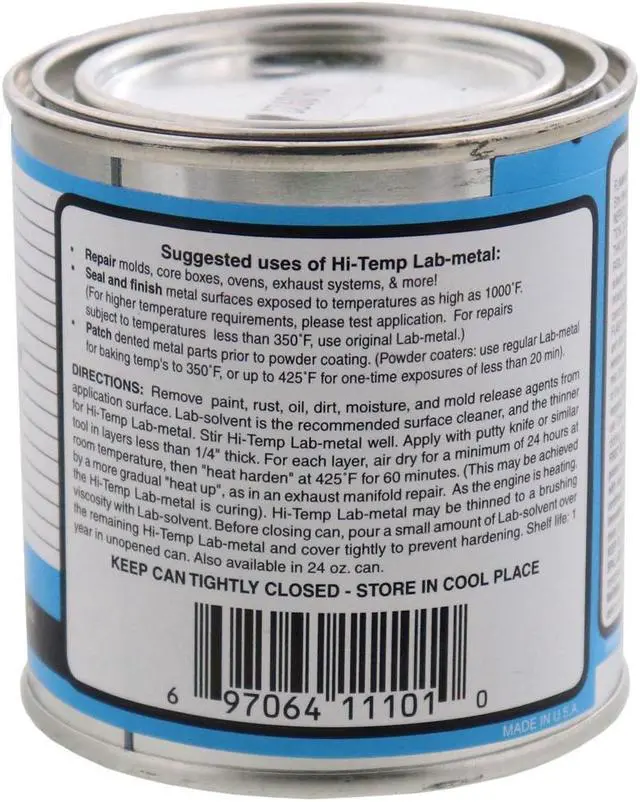 Suggested uses of Hi-Temp Lab-metal:
• Repair molds, core boxes, ovens, exhaust systems, & more!
• Seal and finish metal surfaces exposed to temperatures as high as 1000°F.
(For higher temperature requirements, please test application. For repairs
subject to temperatures less than 350°F, use original Lab-metal.)
• Patch dented metal parts prior to powder coating. (Powder coaters: use regular Lab-metal
for baking temp's to 350°F, or up to 425°F for one-time exposures of less than 20 min).
DIRECTIONS: Remove paint, rust, oil, dirt, moisture, and mold release agents from
application surface. Lab-solvent is the recommended surface cleaner, and the thinner
for Hi-Temp Lab-metal. Stir Hi-Temp Lab-metal well. Apply with putty knife or similar
tool in layers less than 1/4" thick. For each layer, air dry for a minimum of 24 hours at
room temperature, then "heat harden" at 425°F for 60 minutes. (This may be achieved
by a more gradual "heat up", as in an exhaust manifold repair. As the engine is heating,
the Hi-Temp Lab-metal is curing). Hi-Temp Lab-metal may be thinned to a brushing
viscosity with Lab-solvent. Before closing can, pour a small amount of Lab-solvent over
the remaining Hi-Temp Lab-metal and cover tightly to prevent hardening. Shelf life: 1
year in unopened can. Also available in 24 oz. can.
KEEP CAN TIGHTLY CLOSED - STORE IN COOL PLACE
6 97064 11101 0
MADE IN U.S.A.